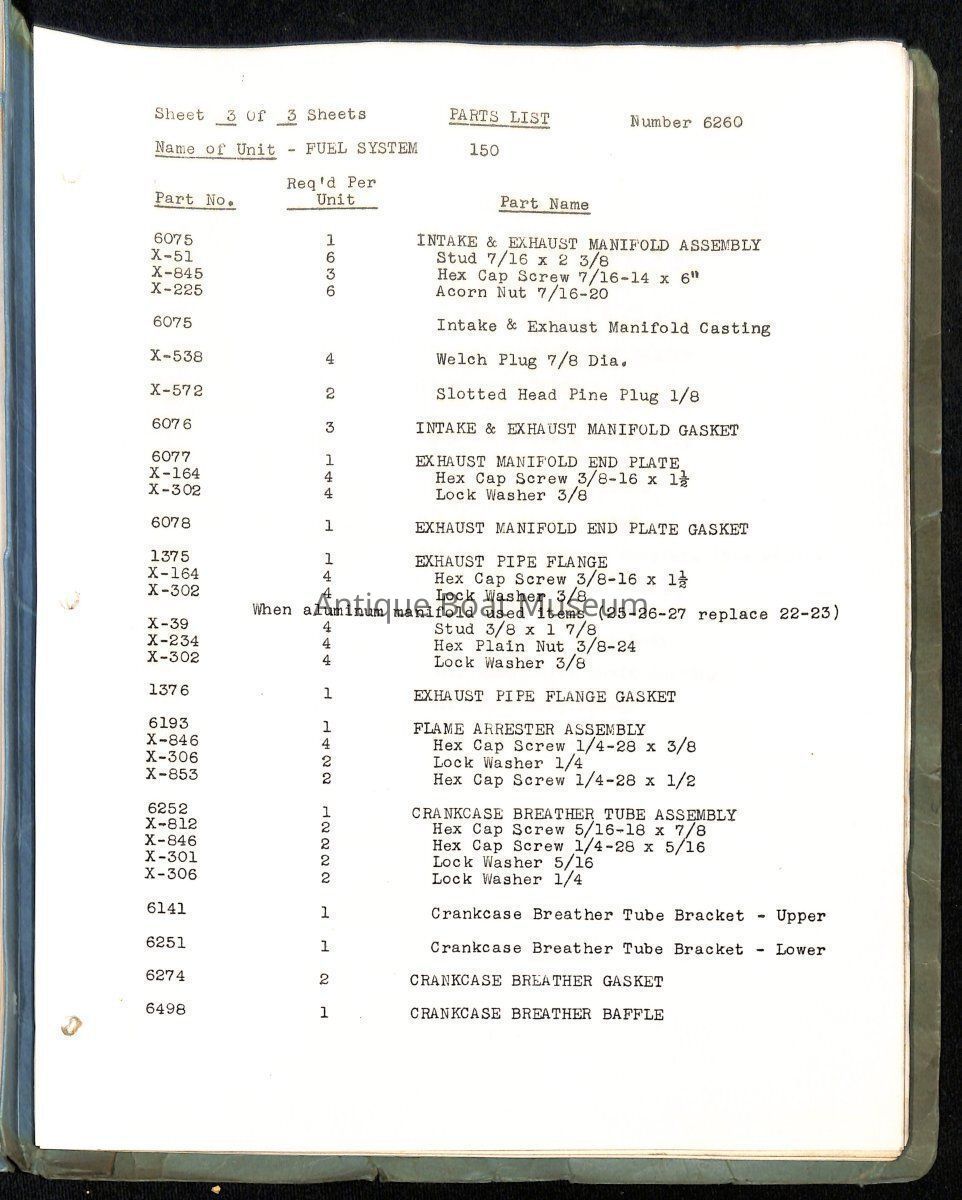 Sheet 3 Of 3 Sheets PARTS LIST Number 6260
Name of Unit - FUEL SYSTEM 150
Req'd Per
Part No. Unit Part Name
6075 1 INTAKE & EXHAUST MANIFOLD ASSEMBLY
X-51 6 Stud 7/16 x 2 3/8
X-845 3 Hex Cap Screw 7/16-14 x 6"
X-225 6 Acorn Nut 7/16-20
6075 Intake & Exhaust Manifold Casting
X-538 4 Welch Plug 7/8 Dia.
X-572 2 Slotted Head Pine Plug 1/8
6076 3 INTAKE & EXHAUST MANIFOLD GASKET
6077 1 EXHAUST MANIFOLD END PLATE
X-164 4 Hex Cap Screw 3/8-16 x 1½
X-302 4 Lock Washer 3/8
6078 1 EXHAUST MANIFOLD END PLATE GASKET
1375 1 EXHAUST PIPE FLANGE
X-164 4 Hex Cap Screw 3/8-16 x 1½
X-302 4 Lock Washer 3/8
Antique Boat Museum
When aluminum manifold used items (25-26-27 replace 22-23)
X-39 4 Stud 3/8 x 1 7/8
X-234 4 Hex Plain Nut 3/8-24
X-302 4 Lock Washer 3/8
1376 1 EXHAUST PIPE FLANGE GASKET
6193 1 FLAME ARRESTER ASSEMBLY
X-846 4 Hex Cap Screw 1/4-28 x 3/8
X-306 2 Lock Washer 1/4
X-853 2 Hex Cap Screw 1/4-28 x 1/2
6252 1 CRANKCASE BREATHER TUBE ASSEMBLY
X-812 2 Hex Cap Screw 5/16-18 x 7/8
X-846 2 Hex Cap Screw 1/4-28 x 5/16
X-301 2 Lock Washer 5/16
X-306 2 Lock Washer 1/4
6141 1 Crankcase Breather Tube Bracket - Upper
6251 1 Crankcase Breather Tube Bracket - Lower
6274 2 CRANKCASE BREATHER GASKET
6498 1 CRANKCASE BREATHER BAFFLE